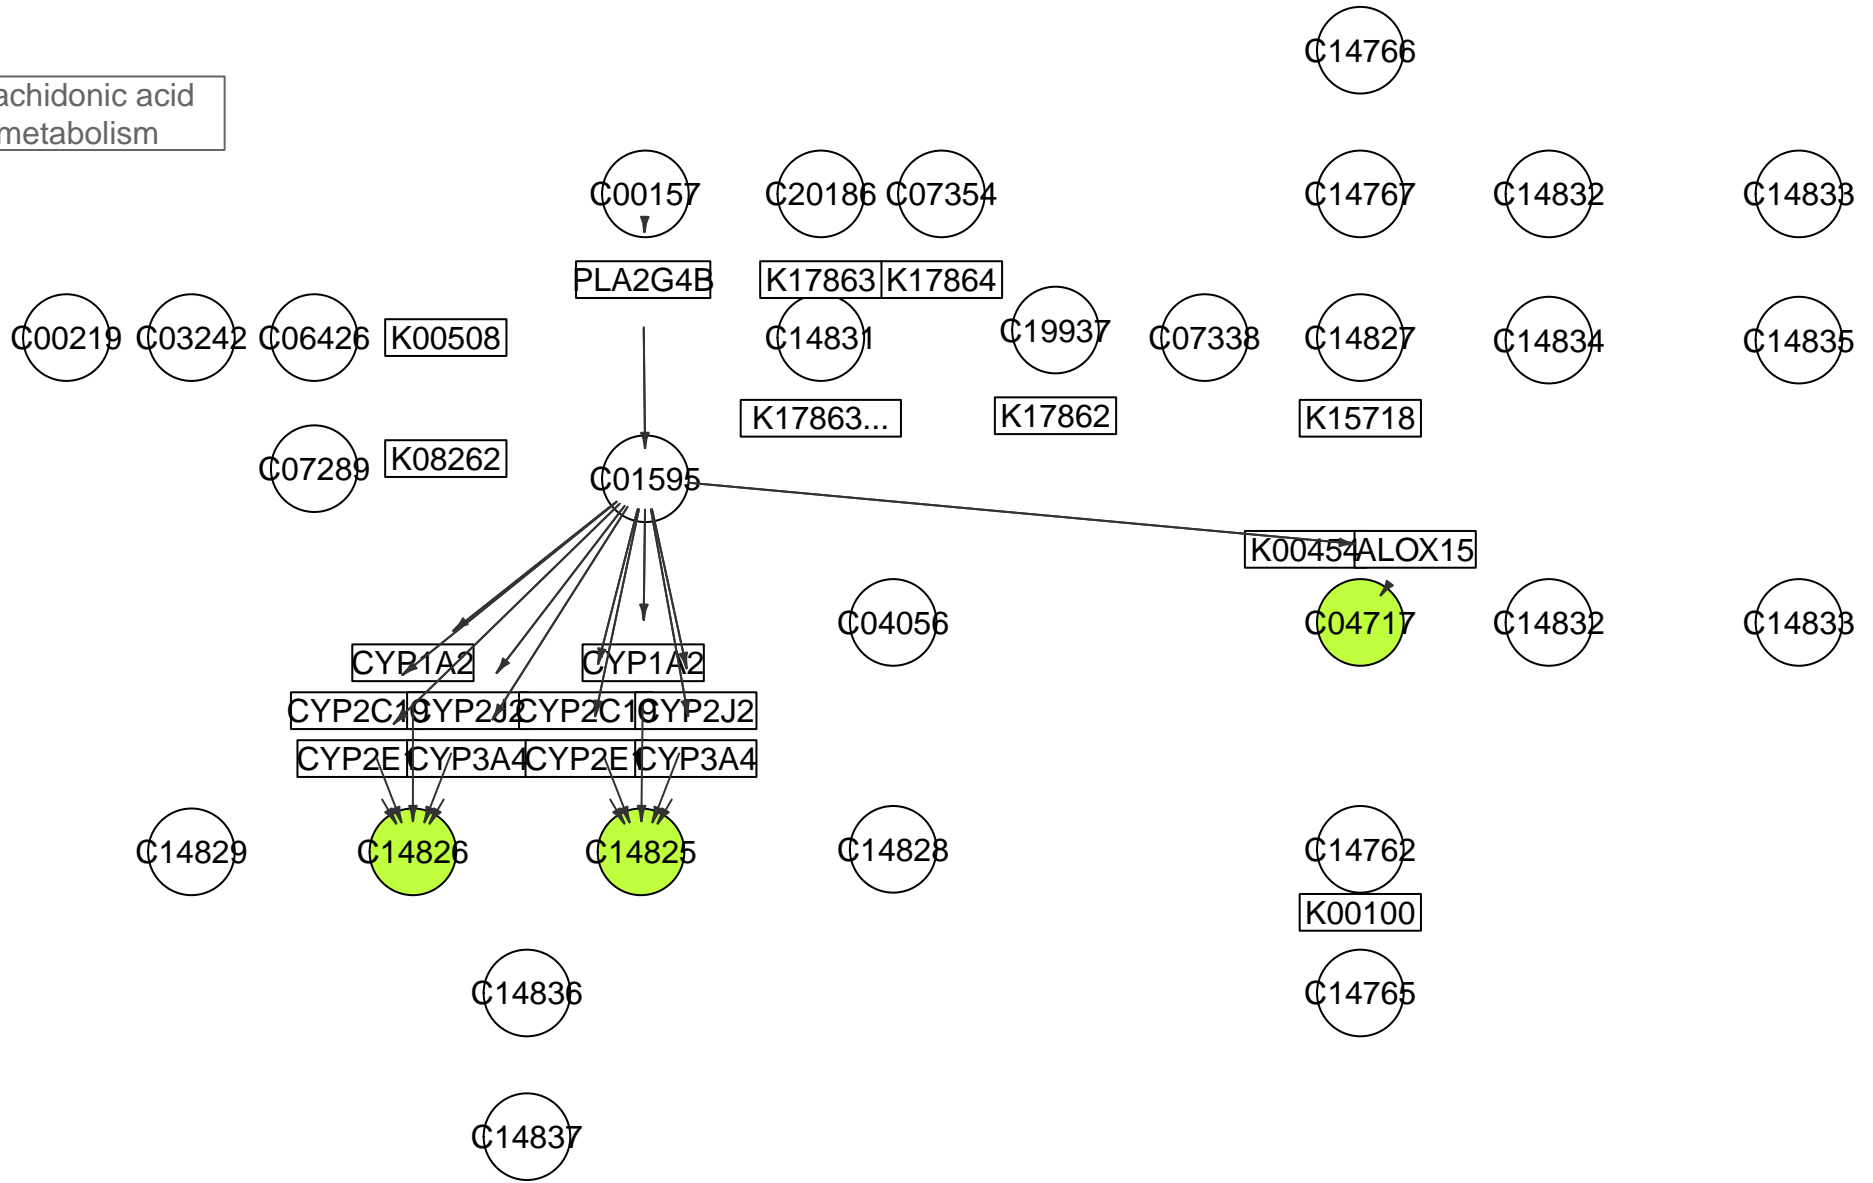 C14766
achidonic acid
metabolism
C00157 C20186 C07354 C14767 C14832 C14833
PLA2G4B K17863 K17864
C00219 C03242 C06426 K00508 C14831 C19937 C07338 C14827 C14834 C14835
K17863... K17862 K15718
C07289 K08262 C01595
K00454 ALOX15
C04056 C04717 C14832 C14833
CYP1A2 CYP1A2
CYP2C19 CYP2J2 CYP2C19 CYP2J2
CYP2E1 CYP3A4 CYP2E1 CYP3A4
C14829 C14826 C14825 C14828 C14762
K00100
C14836 C14765
C14837